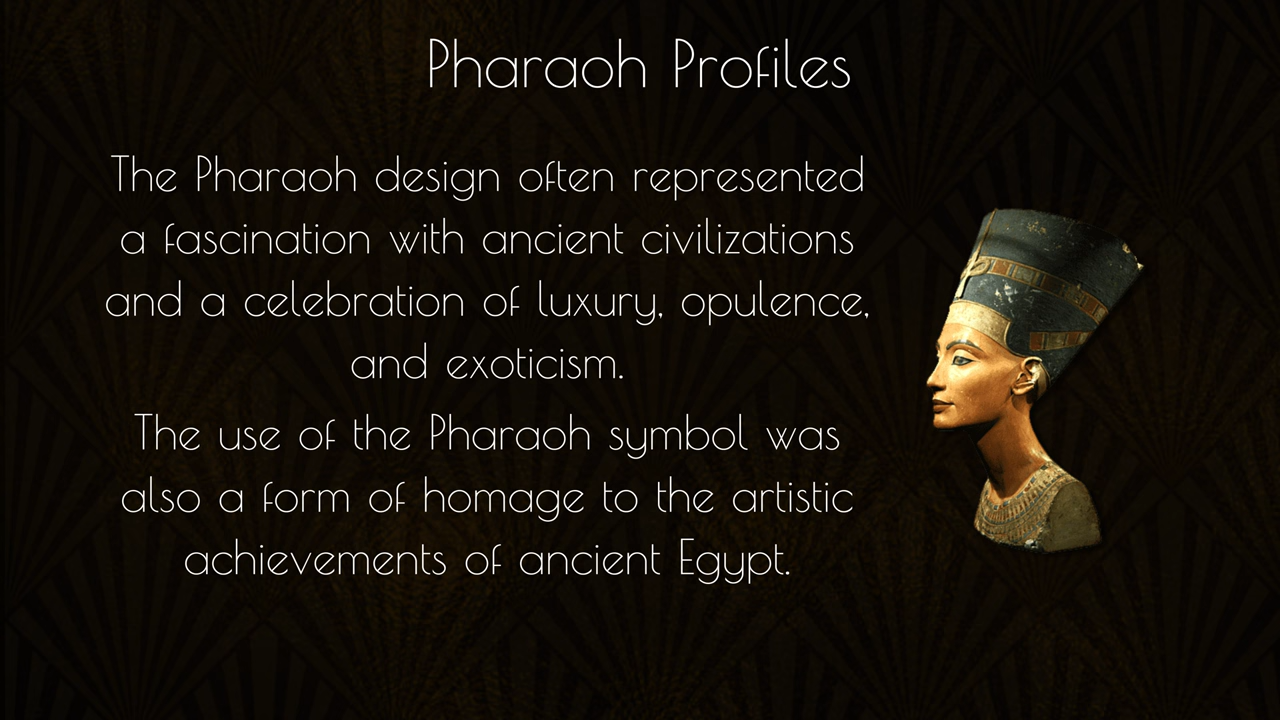 Pharaoh Profiles
The Pharaoh design often represented
a fascination with ancient civilizations
and a celebration of luxury, opulence,
and exoticism.
The use of the Pharaoh symbol was
also a form of homage to the artistic
achievements of ancient Egypt.